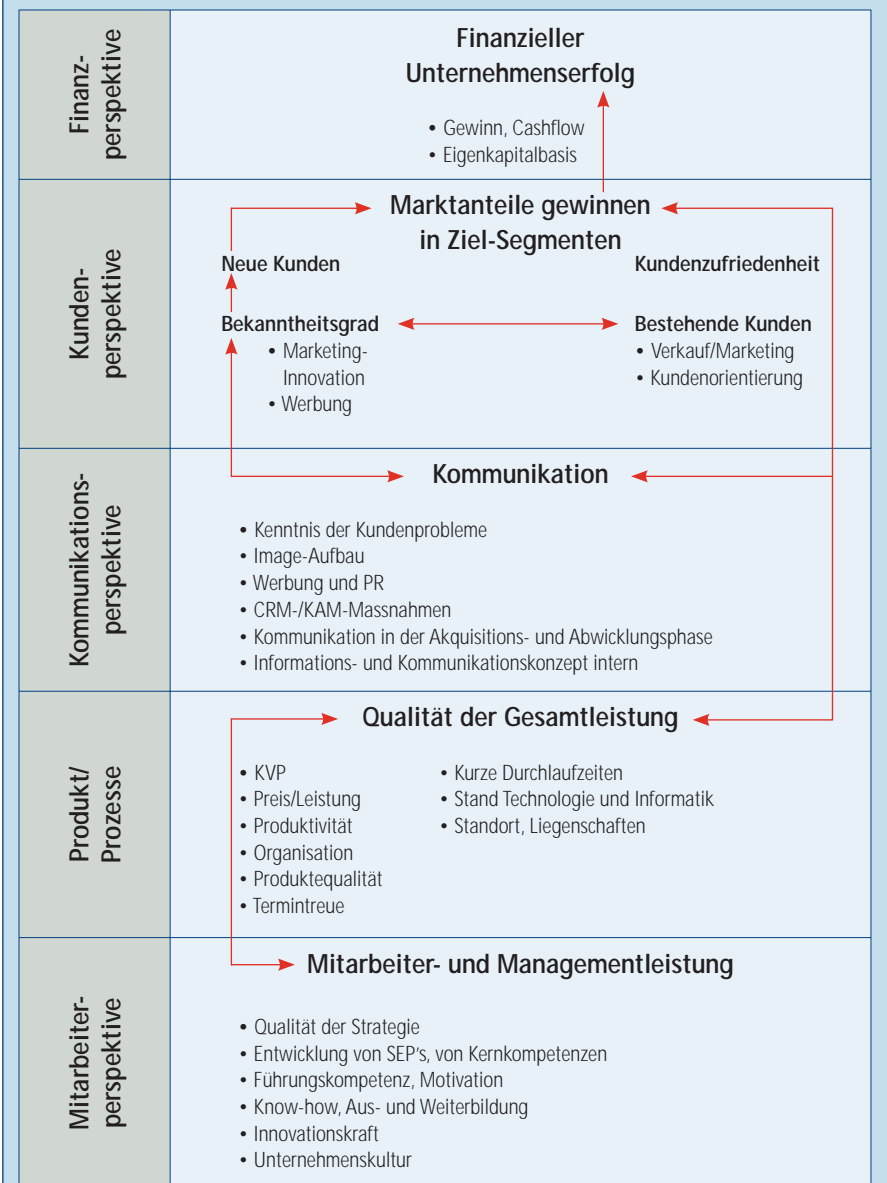 Finanz-
perspektive
Finanzieller
Unternehmenserfolg
• Gewinn, Cashflow
• Eigenkapitalbasis
Kunden-
perspektive
Marktanteile gewinnen
in Ziel-Segmenten
Neue Kunden
Kundenzufriedenheit
Bekanntheitsgrad
• Marketing-
Innovation
• Werbung
Bestehende Kunden
• Verkauf/Marketing
• Kundenorientierung
Kommunikations-
perspektive
Kommunikation
• Kenntnis der Kundenprobleme
• Image-Aufbau
• Werbung und PR
• CRM-/KAM-Massnahmen
• Kommunikation in der Akquisitions- und Abwicklungsphase
• Informations- und Kommunikationskonzept intern
Produkt/
Prozesse
Qualität der Gesamtleistung
• KVP
• Preis/Leistung
• Produktivität
• Organisation
• Produktequalität
• Termintreue
• Kurze Durchlaufzeiten
• Stand Technologie und Informatik
• Standort, Liegenschaften
Mitarbeiter-
perspektive
Mitarbeiter- und Managementleistung
• Qualität der Strategie
• Entwicklung von SEP's, von Kernkompetenzen
• Führungskompetenz, Motivation
• Know-how, Aus- und Weiterbildung
• Innovationskraft
• Unternehmenskultur